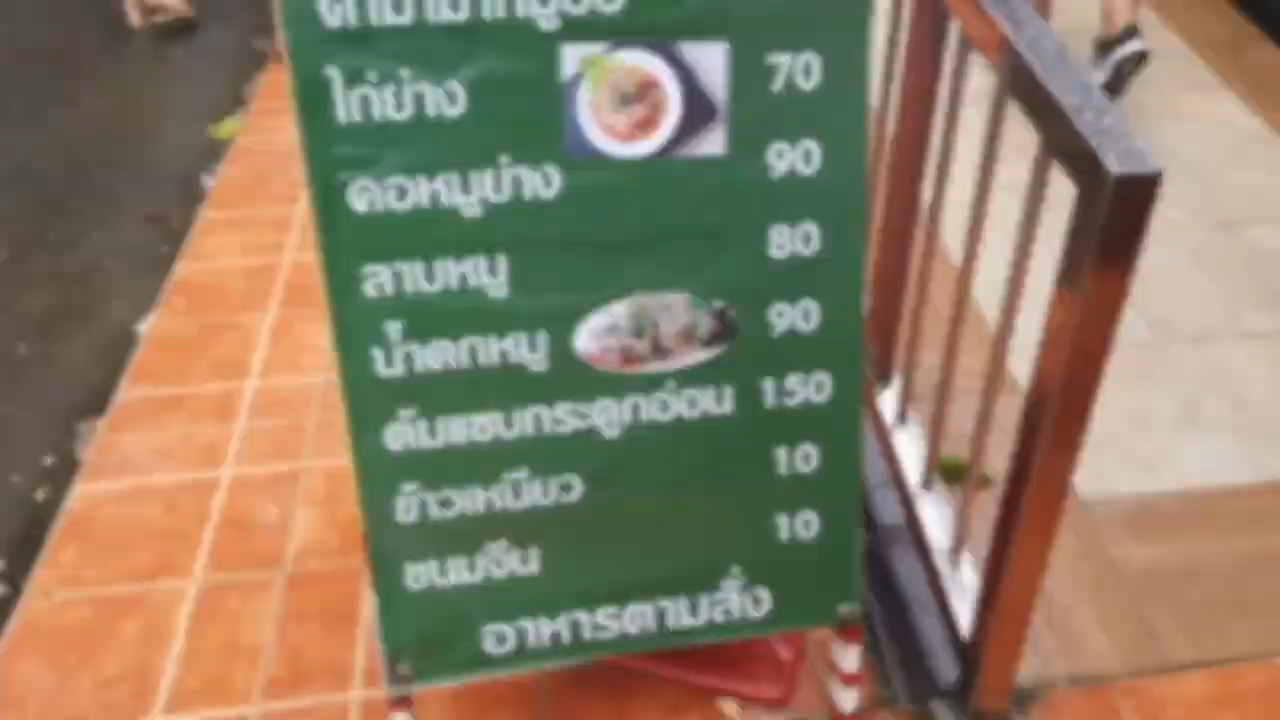 ไก่ย่าง 70
คอหมูย่าง 90
ลาบหมู 80
น้ำตกหมู 90
ต้มแซบกระดูกอ่อน 150
ข้าวเหนียว 10
ขนมจีน 10
อาหารตามสั่ง